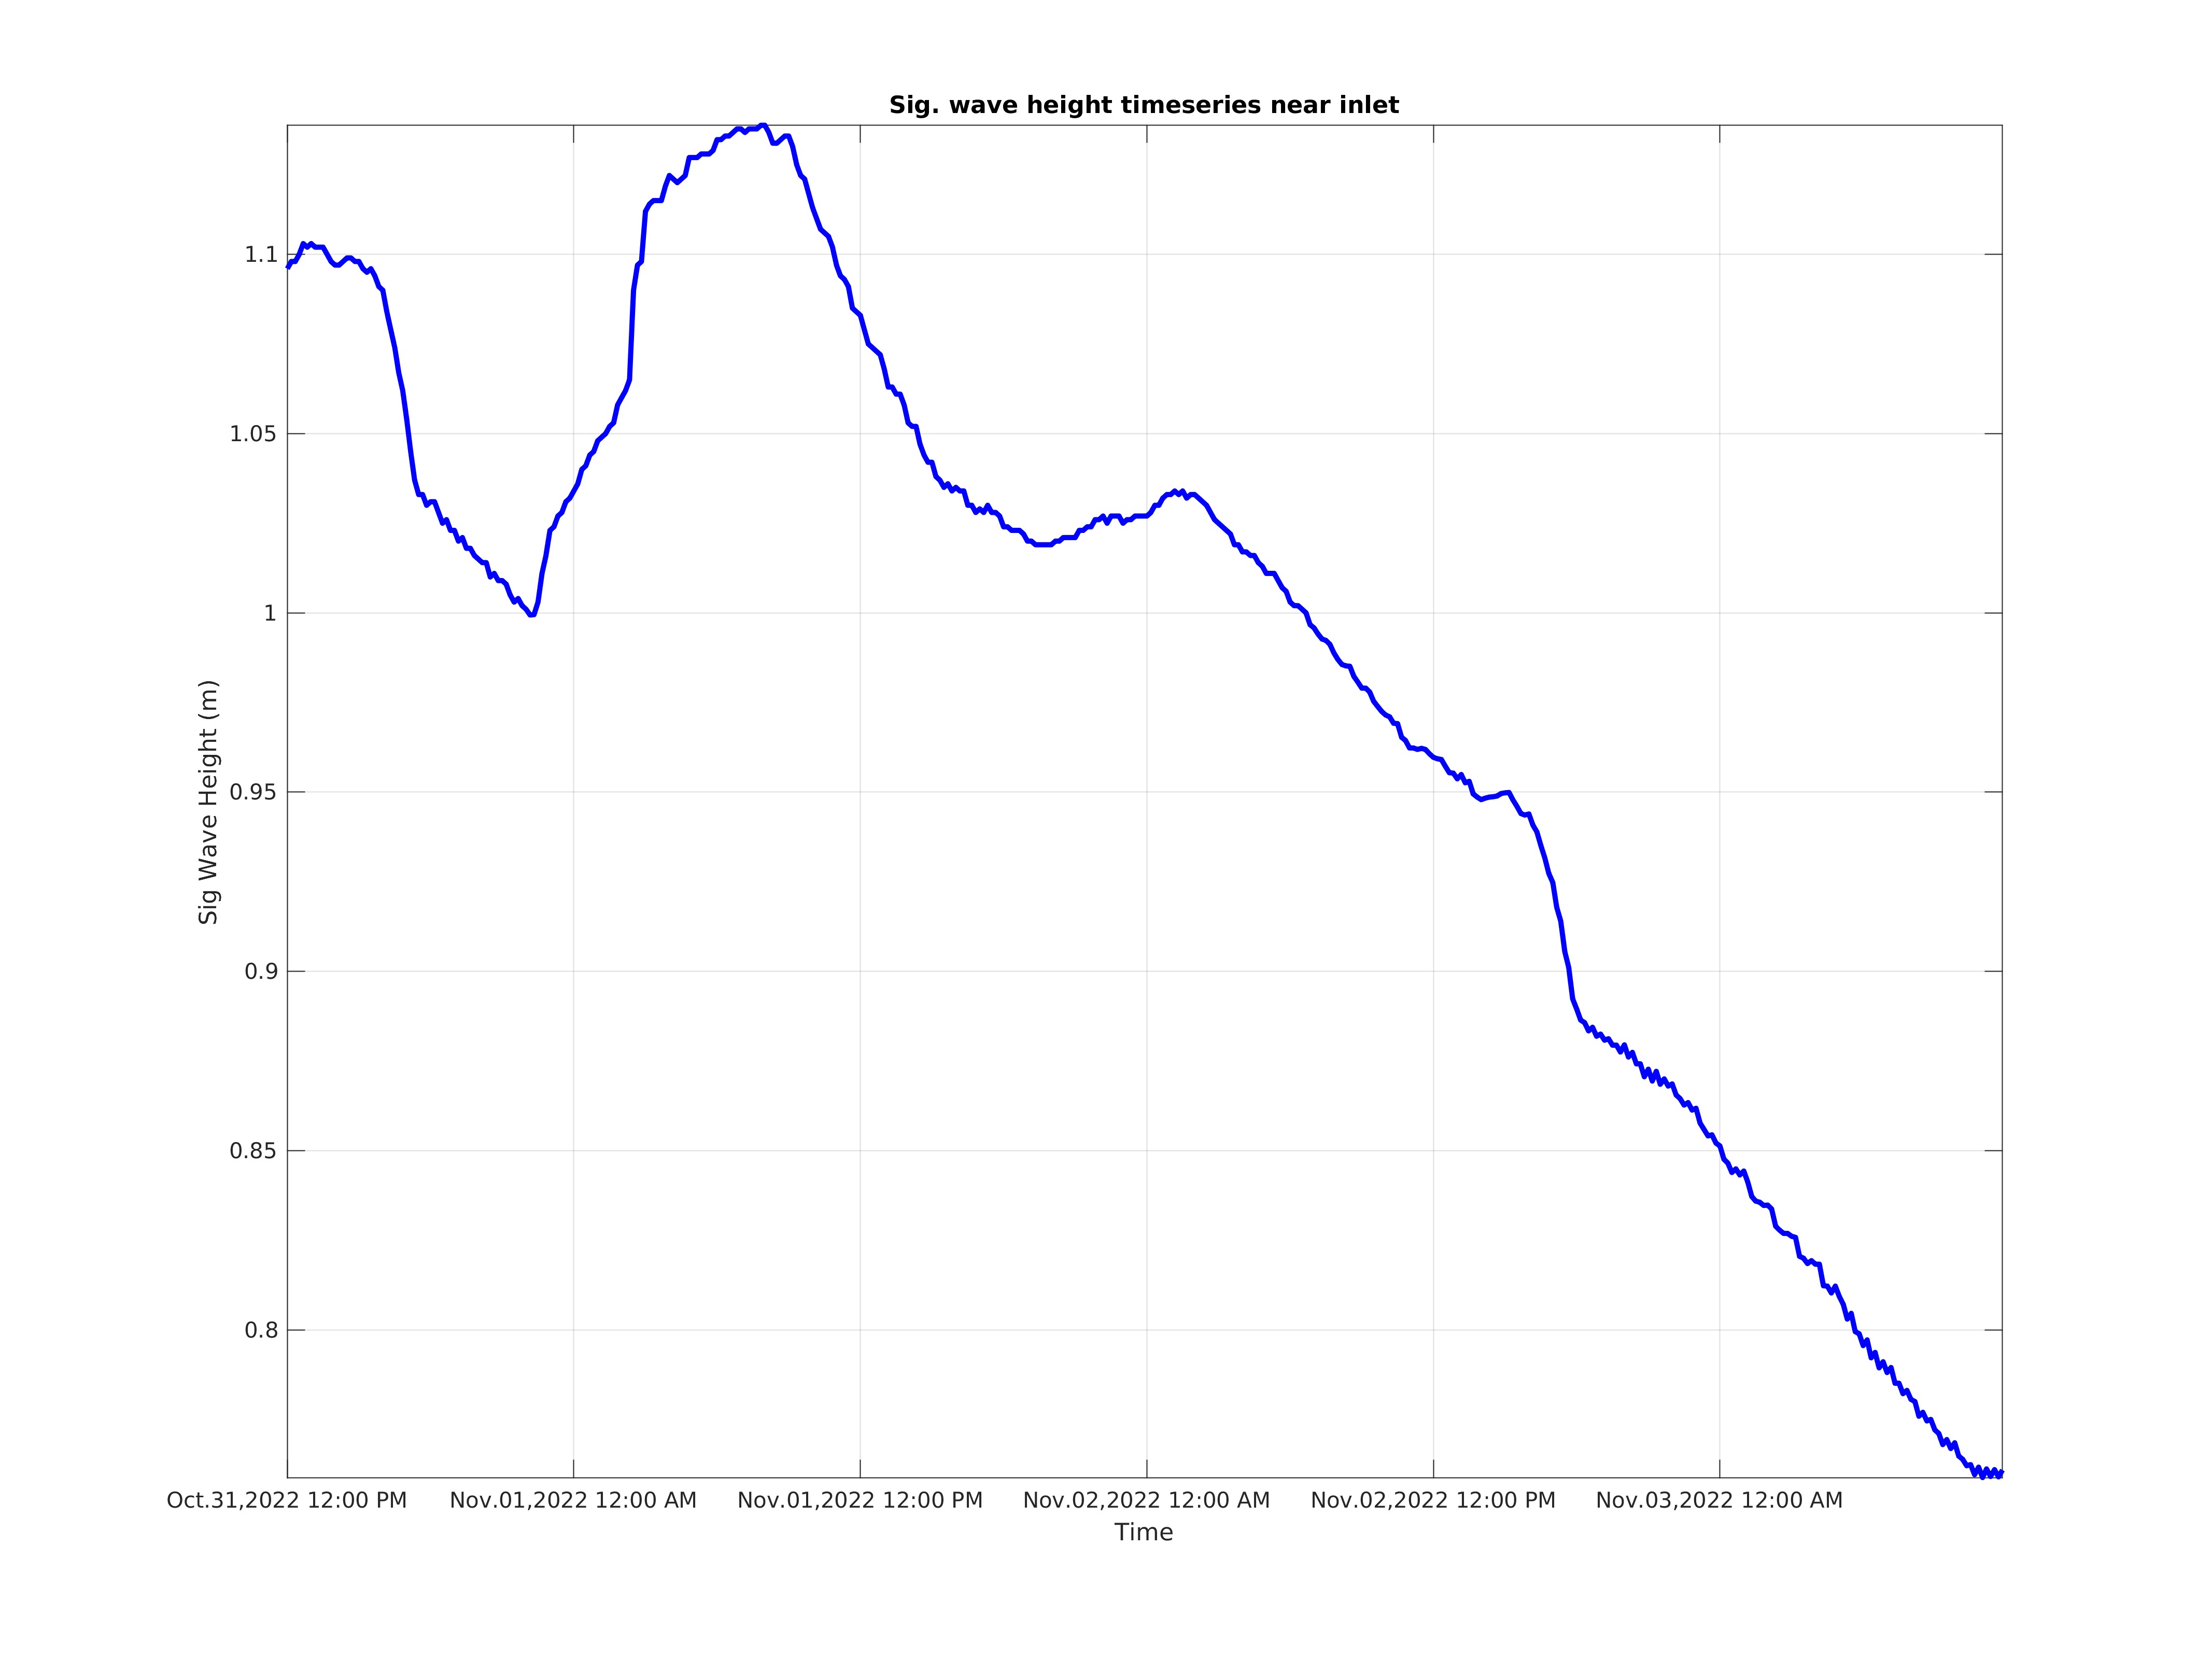 Sig. wave height timeseries near inlet
1.1
1.05
1
0.95
0.9
0.85
0.8
Sig Wave Height (m)
Oct.31,2022 12:00 PM
Nov.01,2022 12:00 AM
Nov.01,2022 12:00 PM
Nov.02,2022 12:00 AM
Nov.02,2022 12:00 PM
Nov.03,2022 12:00 AM
Time